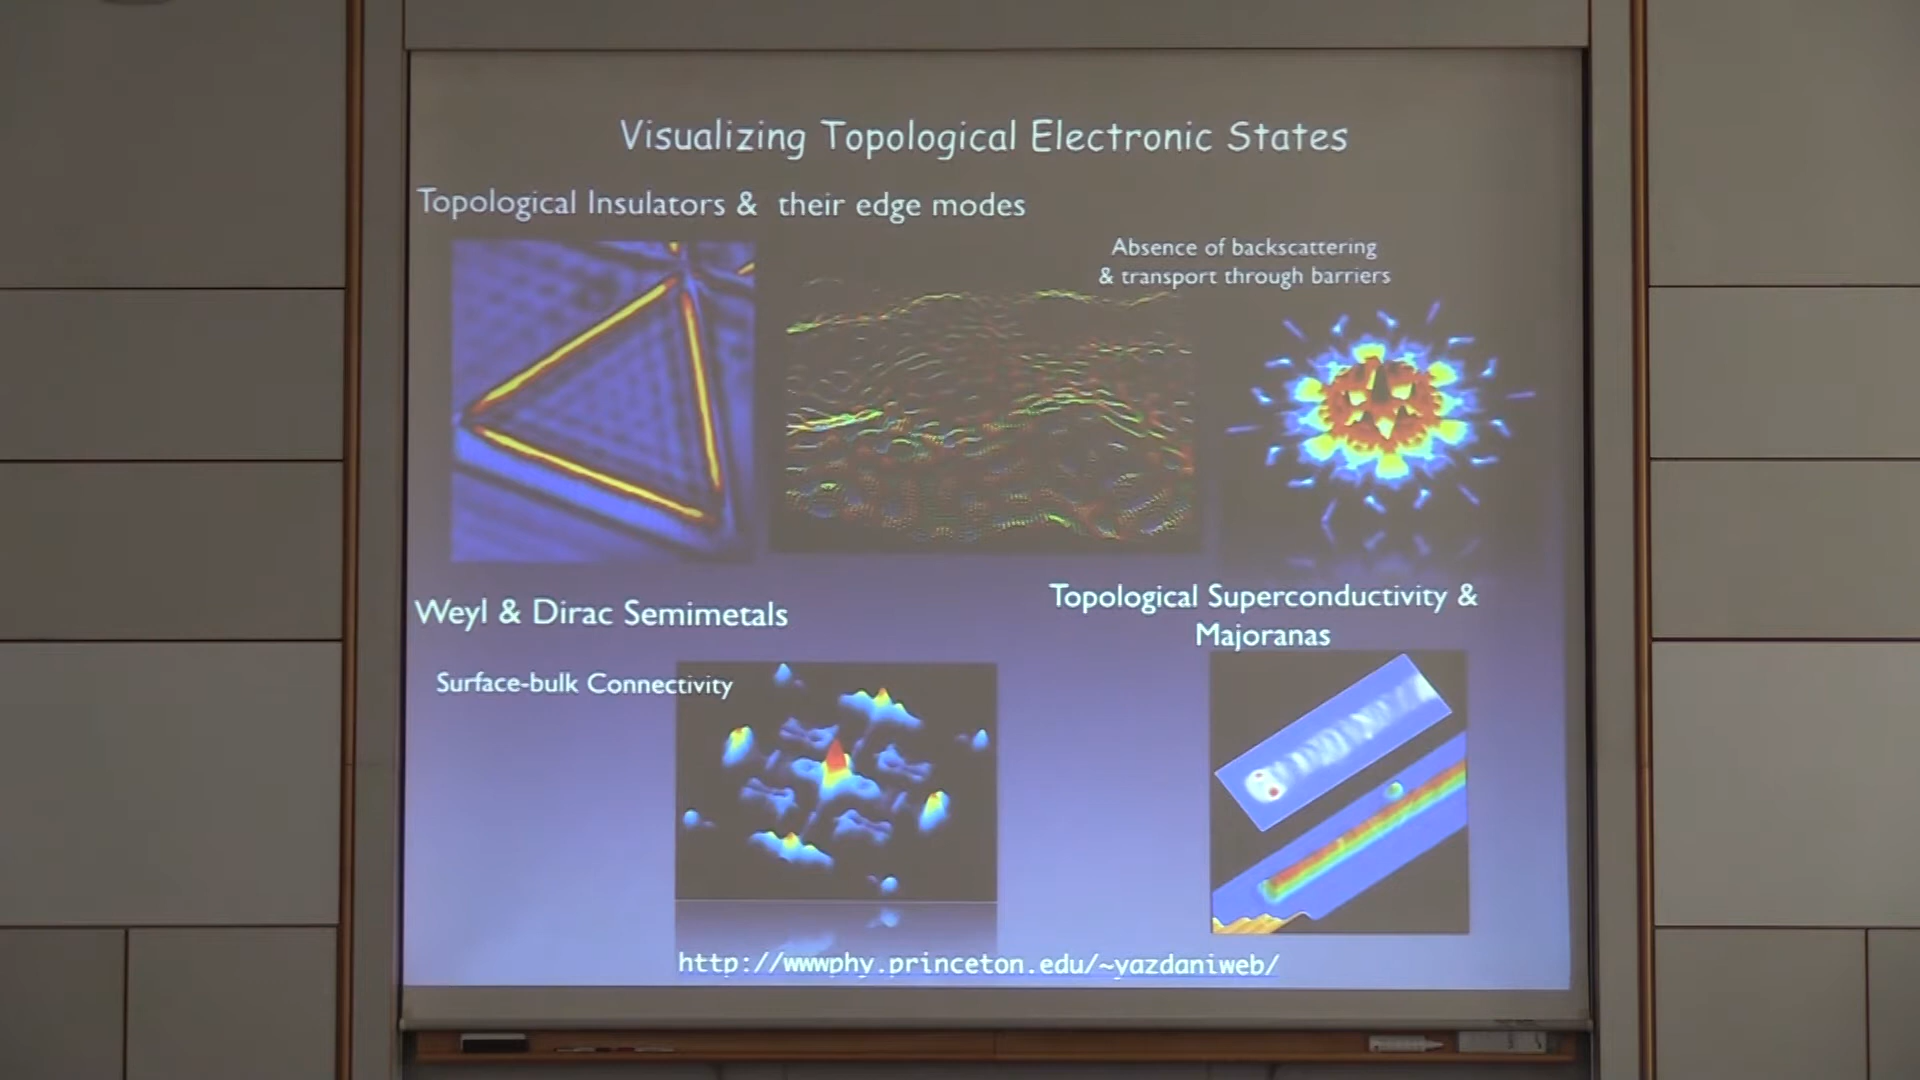 Visualizing Topological Electronic States
Topological Insulators & their edge modes
Absence of backscattering
& transport through barriers
Weyl & Dirac Semimetals
Topological Superconductivity &
Majoranas
Surface-bulk Connectivity
http://wwwphy.princeton.edu/~yazdaniweb/